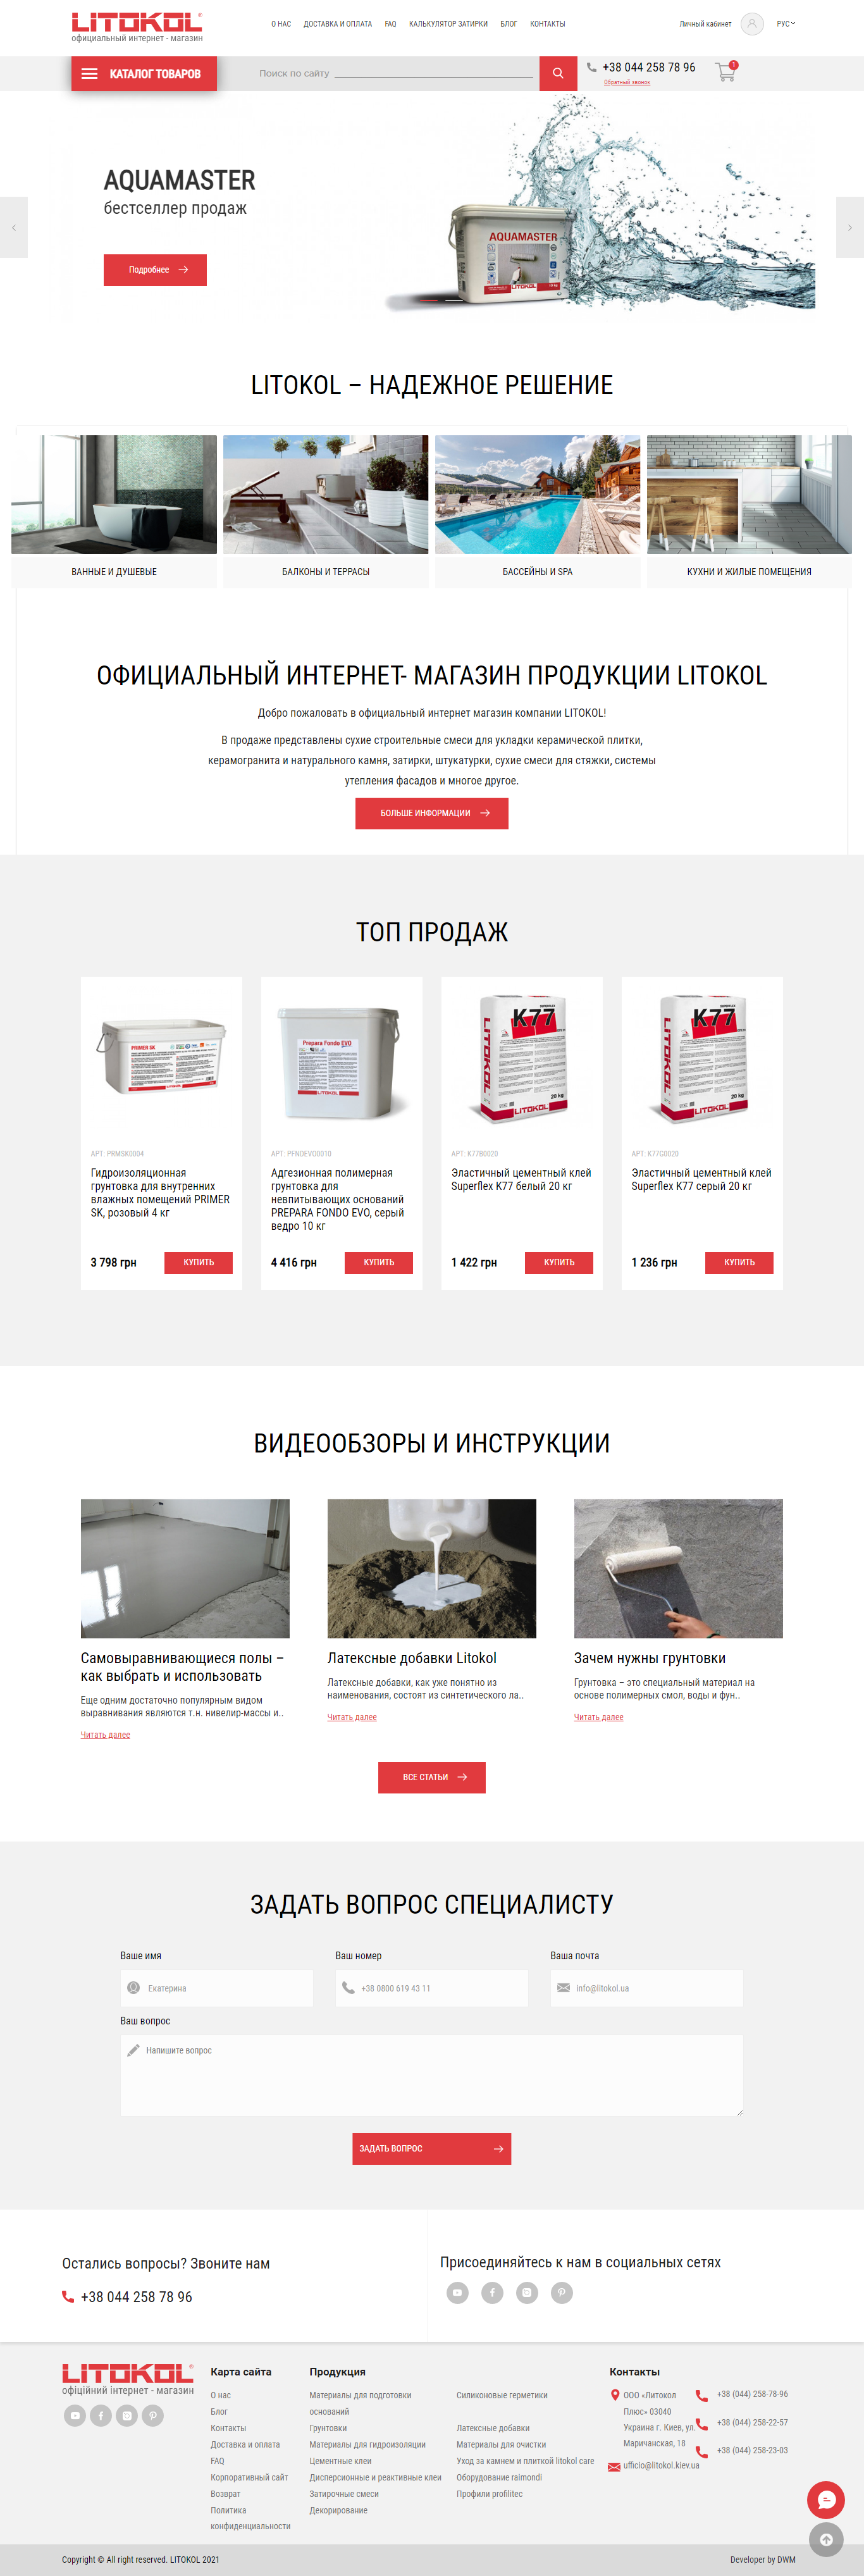 LITOKOL®
официальный интернет - магазин
О НАС ДОСТАВКА И ОПЛАТА FAQ КАЛЬКУЛЯТОР ЗАТИРКИ БЛОГ КОНТАКТЫ
Личный кабинет
РУС
КАТАЛОГ ТОВАРОВ
Поиск по сайту
+38 044 258 78 96
Обратный звонок
1
AQUAMASTER
бестселлер продаж
Подробнее
AQUAMASTER
LITOKOL
LITOKOL – НАДЕЖНОЕ РЕШЕНИЕ
ВАННЫЕ И ДУШЕВЫЕ
БАЛКОНЫ И ТЕРРАСЫ
БАССЕЙНЫ И SPA
КУХНИ И ЖИЛЫЕ ПОМЕЩЕНИЯ
ОФИЦИАЛЬНЫЙ ИНТЕРНЕТ- МАГАЗИН ПРОДУКЦИИ LITOKOL
Добро пожаловать в официальный интернет магазин компании LITOKOL!
В продаже представлены сухие строительные смеси для укладки керамической плитки,
керамогранита и натурального камня, затирки, штукатурки, сухие смеси для стяжки, системы
утепления фасадов и многое другое.
БОЛЬШЕ ИНФОРМАЦИИ
ТОП ПРОДАЖ
PRIMER SK
Prepara Fondo EVO
SUPERFLEX
K77
LITOKOL
20 kg
LITOKOL
SUPERFLEX
K77
LITOKOL
20 kg
LITOKOL
АРТ: PRMSK0004
Гидроизоляционная
грунтовка для внутренних
влажных помещений PRIMER
SK, розовый 4 кг
3 798 грн
КУПИТЬ
АРТ: PFNDEVO0010
Адгезионная полимерная
грунтовка для
невпитывающих оснований
PREPARA FONDO EVO, серый
ведро 10 кг
4 416 грн
КУПИТЬ
АРТ: K77B0020
Эластичный цементный клей
Superflex K77 белый 20 кг
1 422 грн
КУПИТЬ
АРТ: K77G0020
Эластичный цементный клей
Superflex K77 серый 20 кг
1 236 грн
КУПИТЬ
ВИДЕООБЗОРЫ И ИНСТРУКЦИИ
Самовыравнивающиеся полы –
как выбрать и использовать
Еще одним достаточно популярным видом
выравнивания являются т.н. нивелир-массы и..
Читать далее
Латексные добавки Litokol
Латексные добавки, как уже понятно из
наименования, состоят из синтетического ла..
Читать далее
Зачем нужны грунтовки
Грунтовка – это специальный материал на
основе полимерных смол, воды и фун..
Читать далее
ВСЕ СТАТЬИ
ЗАДАТЬ ВОПРОС СПЕЦИАЛИСТУ
Ваше имя
Екатерина
Ваш номер
+38 0800 619 43 11
Ваша почта
info@litokol.ua
Ваш вопрос
Напишите вопрос
ЗАДАТЬ ВОПРОС
Остались вопросы? Звоните нам
+38 044 258 78 96
Присоединяйтесь к нам в социальных сетях
LITOKOL®
офіційний інтернет - магазин
Карта сайта
О нас
Блог
Контакты
Доставка и оплата
FAQ
Корпоративный сайт
Возврат
Политика
конфиденциальности
Продукция
Материалы для подготовки
оснований
Грунтовки
Материалы для гидроизоляции
Цементные клеи
Дисперсионные и реактивные клеи
Затирочные смеси
Декорирование
Силиконовые герметики
Латексные добавки
Материалы для очистки
Уход за камнем и плиткой litokol care
Оборудование raimondi
Профили profilitec
Контакты
ООО «Литокол
Плюс» 03040
Украина г. Киев, ул.
Маричанская, 18
ufficio@litokol.kiev.ua
+38 (044) 258-78-96
+38 (044) 258-22-57
+38 (044) 258-23-03
Copyright © All right reserved. LITOKOL 2021
Developer by DWM